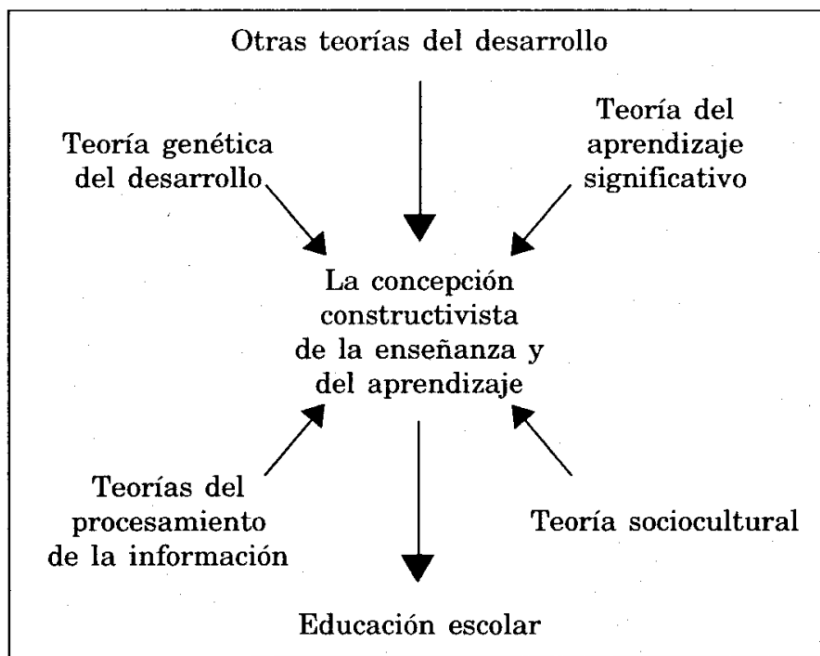 Otras teorías del desarrollo
Teoría genética
del desarrollo
Teoría del
aprendizaje
significativo
La concepción
constructivista
de la enseñanza y
del aprendizaje
Teorías del
procesamiento
de la información
Teoría sociocultural
Educación escolar